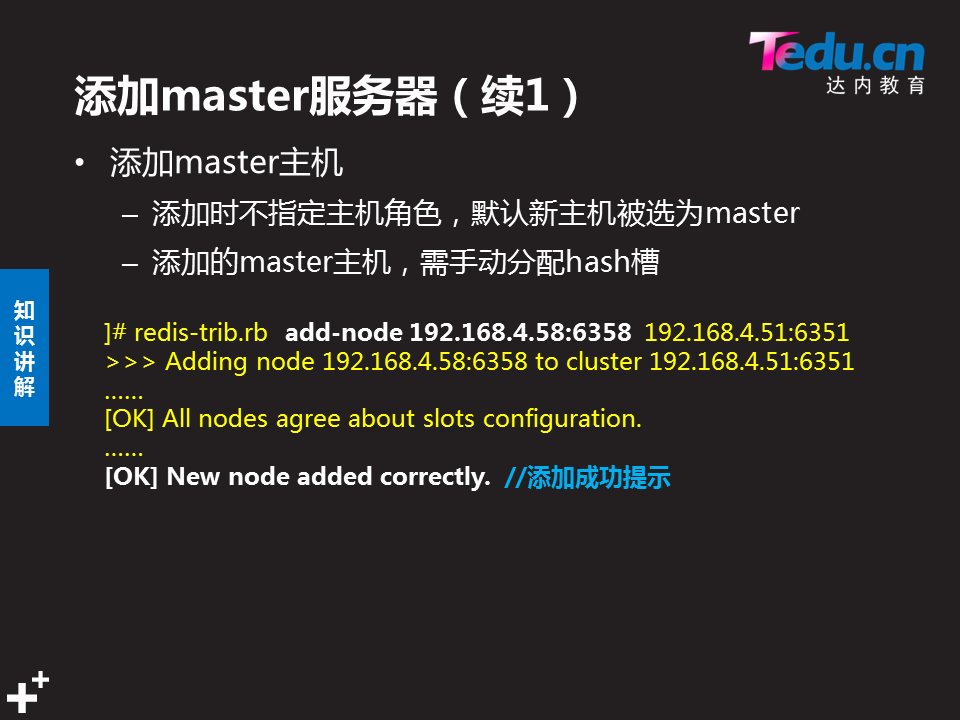 Tedu.cn
达内教育
添加master服务器（续1）
• 添加master主机
– 添加时不指定主机角色，默认新主机被选为master
– 添加的master主机，需手动分配hash槽
知识讲解
]# redis-trib.rb add-node 192.168.4.58:6358 192.168.4.51:6351
>>> Adding node 192.168.4.58:6358 to cluster 192.168.4.51:6351
……
[OK] All nodes agree about slots configuration.
……
[OK] New node added correctly. //添加成功提示